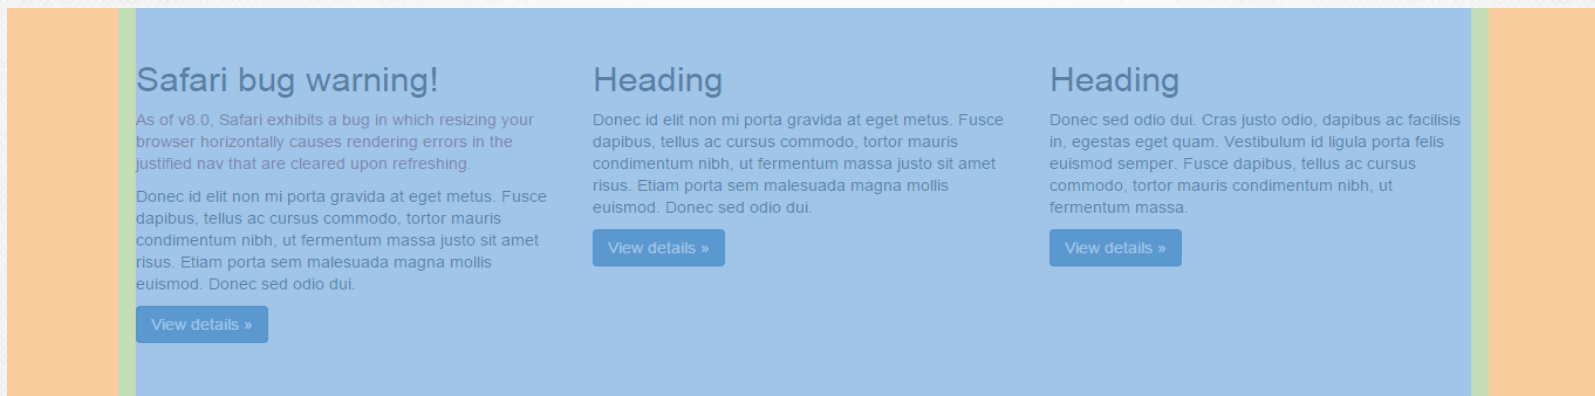 Safari bug warning!
As of v8.0, Safari exhibits a bug in which resizing your
browser horizontally causes rendering errors in the
justified nav that are cleared upon refreshing.
Donec id elit non mi porta gravida at eget metus. Fusce
dapibus, tellus ac cursus commodo, tortor mauris
condimentum nibh, ut fermentum massa justo sit amet
risus. Etiam porta sem malesuada magna mollis
euismod. Donec sed odio dui.
View details »
Heading
Donec id elit non mi porta gravida at eget metus. Fusce
dapibus, tellus ac cursus commodo, tortor mauris
condimentum nibh, ut fermentum massa justo sit amet
risus. Etiam porta sem malesuada magna mollis
euismod. Donec sed odio dui.
View details »
Heading
Donec sed odio dui. Cras justo odio, dapibus ac facilisis
in, egestas eget quam. Vestibulum id ligula porta felis
euismod semper. Fusce dapibus, tellus ac cursus
commodo, tortor mauris condimentum nibh, ut
fermentum massa.
View details »